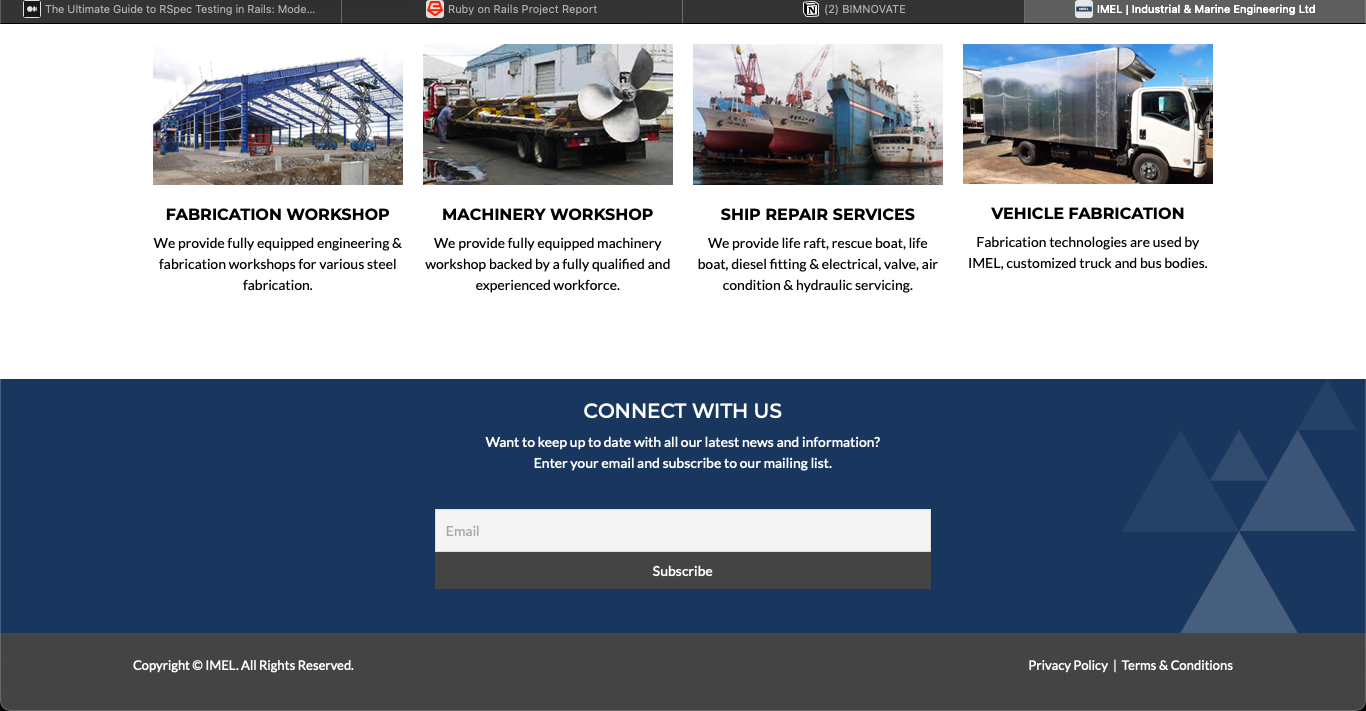 The Ultimate Guide to RSpec Testing in Rails: Mode...
Ruby on Rails Project Report
(2) BIMNOVATE
IMEL | Industrial & Marine Engineering Ltd
FABRICATION WORKSHOP
We provide fully equipped engineering &
fabrication workshops for various steel
fabrication.
MACHINERY WORKSHOP
We provide fully equipped machinery
workshop backed by a fully qualified and
experienced workforce.
SHIP REPAIR SERVICES
We provide life raft, rescue boat, life
boat, diesel fitting & electrical, valve, air
condition & hydraulic servicing.
VEHICLE FABRICATION
Fabrication technologies are used by
IMEL, customized truck and bus bodies.
CONNECT WITH US
Want to keep up to date with all our latest news and information?
Enter your email and subscribe to our mailing list.
Email
Subscribe
Copyright © IMEL. All Rights Reserved.
Privacy Policy | Terms & Conditions